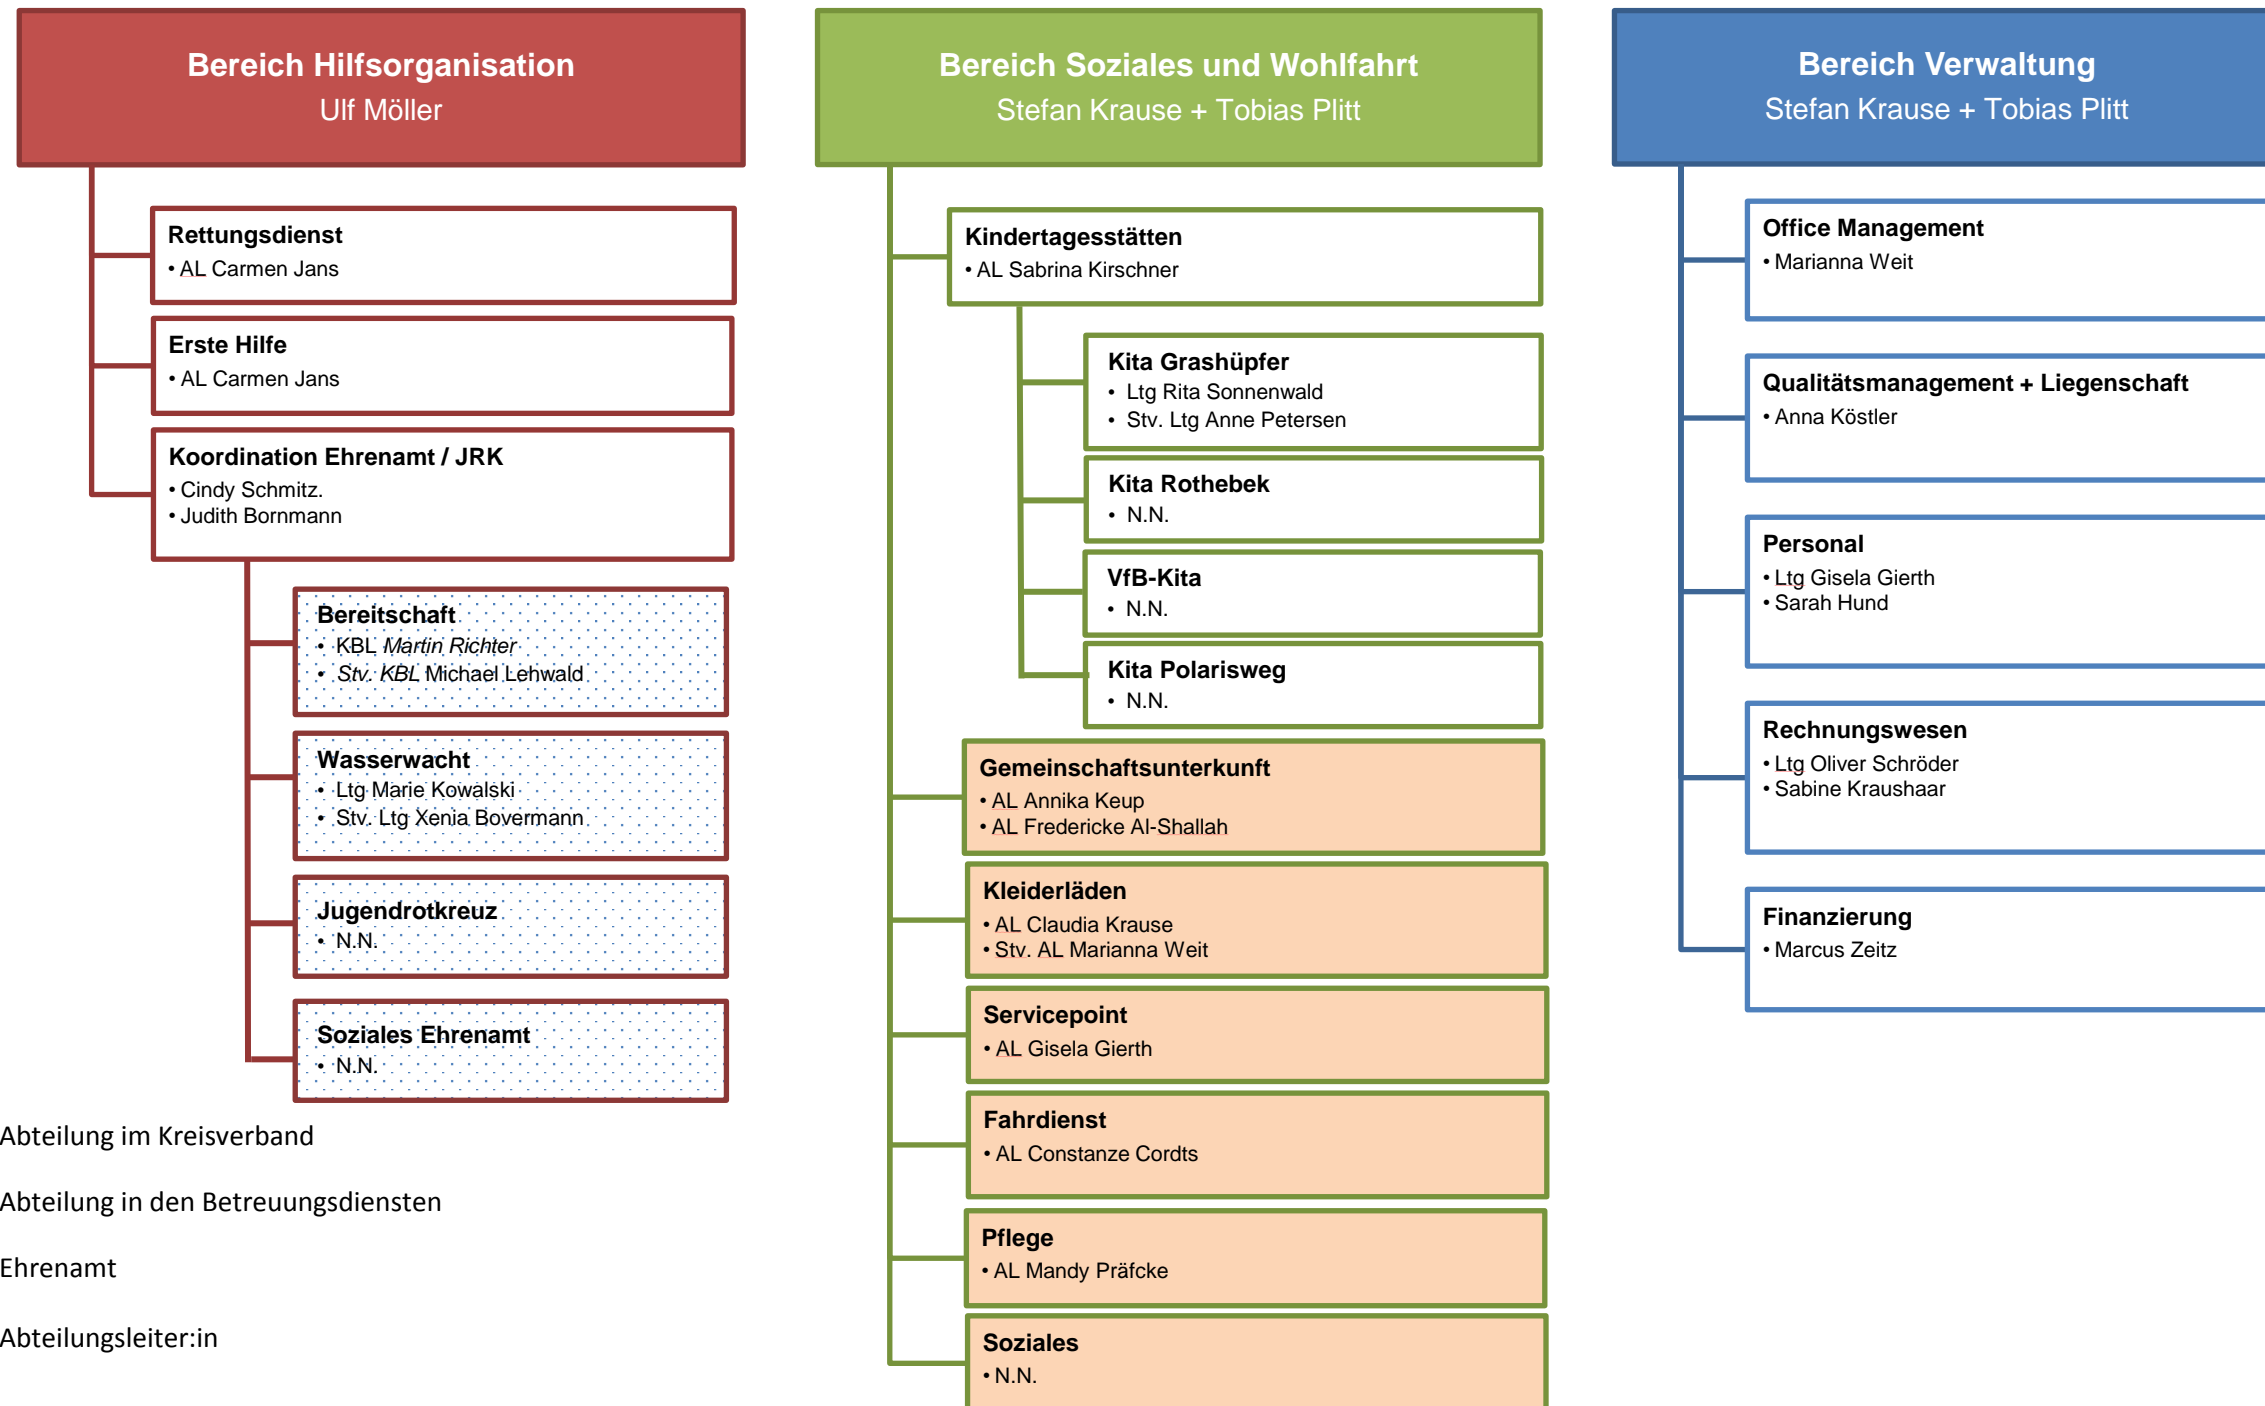 Bereich Hilfsorganisation
Ulf Möller
Rettungsdienst
• AL Carmen Jans
Erste Hilfe
• AL Carmen Jans
Koordination Ehrenamt / JRK
• Cindy Schmitz.
• Judith Bornmann
Bereitschaft
• KBL Martin Richter
• Stv. KBL Michael Lehwald
Wasserwacht
• Ltg Marie Kowalski
• Stv. Ltg Xenia Bovermann
Jugendrotkreuz
• N.N.
Soziales Ehrenamt
• N.N.
Abteilung im Kreisverband
Abteilung in den Betreuungsdiensten
Ehrenamt
Abteilungsleiter:in
Bereich Soziales und Wohlfahrt
Stefan Krause + Tobias Plitt
Kindertagesstätten
• AL Sabrina Kirschner
Kita Grashüpfer
• Ltg Rita Sonnenwald
• Stv. Ltg Anne Petersen
Kita Rothebek
• N.N.
VfB-Kita
• N.N.
Kita Polarisweg
• N.N.
Gemeinschaftsunterkunft
• AL Annika Keup
• AL Fredericke Al-Shallah
Kleiderläden
• AL Claudia Krause
• Stv. AL Marianna Weit
Servicepoint
• AL Gisela Gierth
Fahrdienst
• AL Constanze Cordts
Pflege
• AL Mandy Präfcke
Soziales
• N.N.
Bereich Verwaltung
Stefan Krause + Tobias Plitt
Office Management
• Marianna Weit
Qualitätsmanagement + Liegenschaft
• Anna Köstler
Personal
• Ltg Gisela Gierth
• Sarah Hund
Rechnungswesen
• Ltg Oliver Schröder
• Sabine Kraushaar
Finanzierung
• Marcus Zeitz